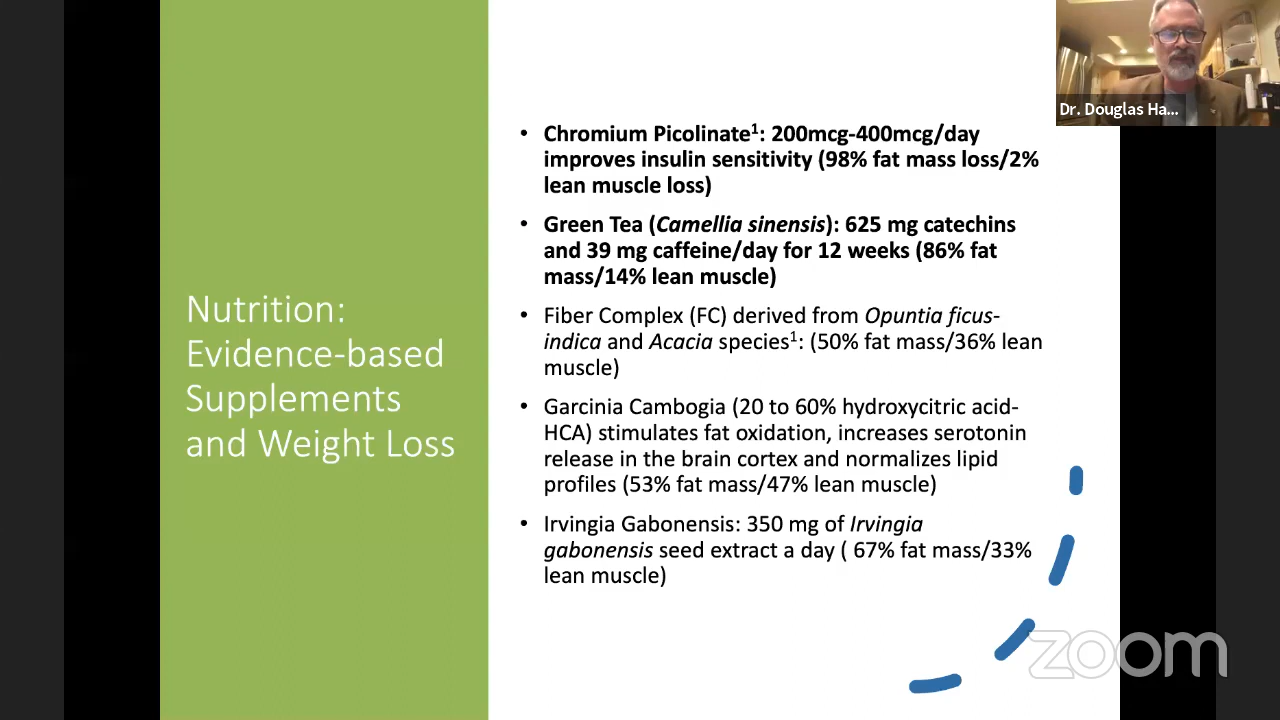 Nutrition:
Evidence-based
Supplements
and Weight Loss
• Chromium Picolinate¹: 200mcg-400mcg/day
improves insulin sensitivity (98% fat mass loss/2%
lean muscle loss)
• Green Tea (Camellia sinensis): 625 mg catechins
and 39 mg caffeine/day for 12 weeks (86% fat
mass/14% lean muscle)
• Fiber Complex (FC) derived from Opuntia ficus-
indica and Acacia species¹: (50% fat mass/36% lean
muscle)
• Garcinia Cambogia (20 to 60% hydroxycitric acid-
HCA) stimulates fat oxidation, increases serotonin
release in the brain cortex and normalizes lipid
profiles (53% fat mass/47% lean muscle)
• Irvingia Gabonensis: 350 mg of Irvingia
gabonensis seed extract a day ( 67% fat mass/33%
lean muscle)
Dr. Douglas Ha...
zoom